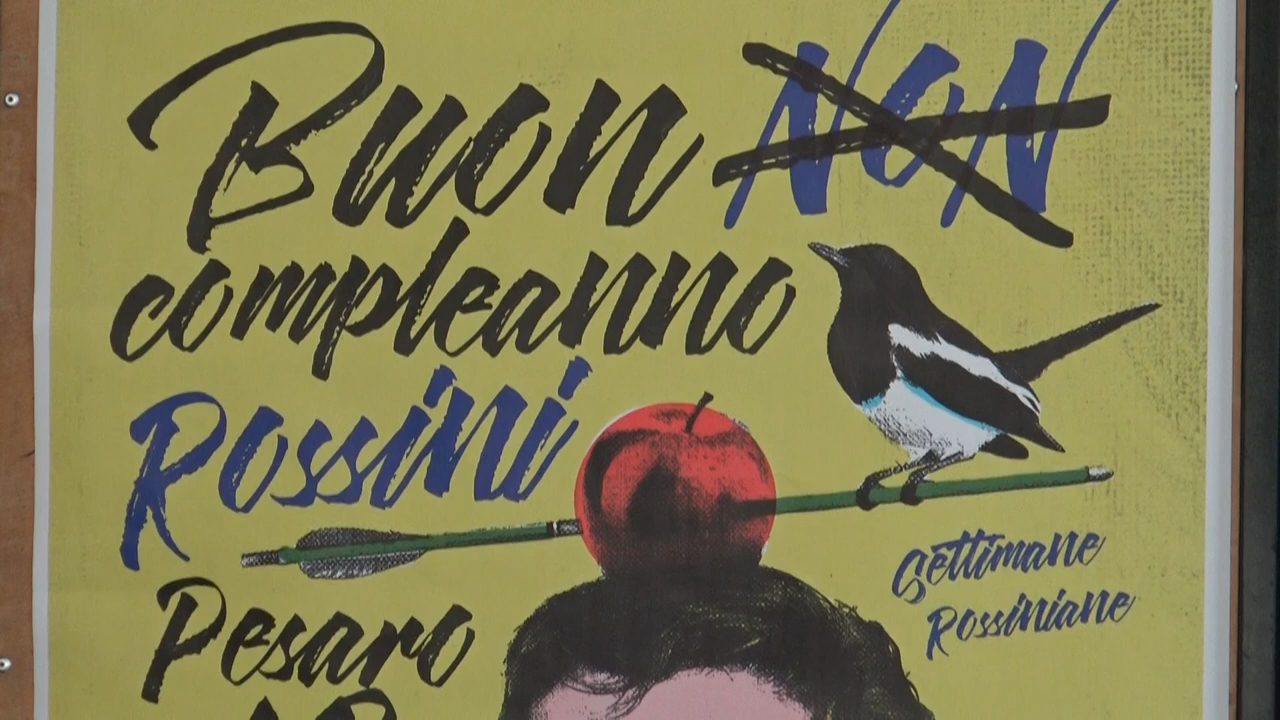 Buon NON
compleanno
Rossini
Pesaro
Settimane
Rossiniane